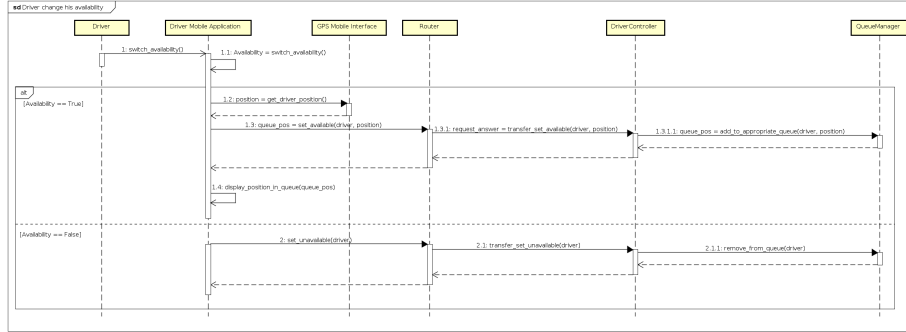 sd Driver change his availability
Driver
Driver Mobile Application
GPS Mobile Interface
Router
DriverController
QueueManager
1: switch_availability()
1.1: Availability = switch_availability()
alt
[Availability == True]
1.2: position = get_driver_position()
1.3: queue_pos = set_available(driver, position)
1.3.1: request_answer = transfer_set_available(driver, position)
1.3.1.1: queue_pos = add_to_appropriate_queue(driver, position)
1.4: display_position_in_queue(queue_pos)
[Availability == False]
2: set_unavailable(driver)
2.1: transfer_set_unavailable(driver)
2.1.1: remove_from_queue(driver)